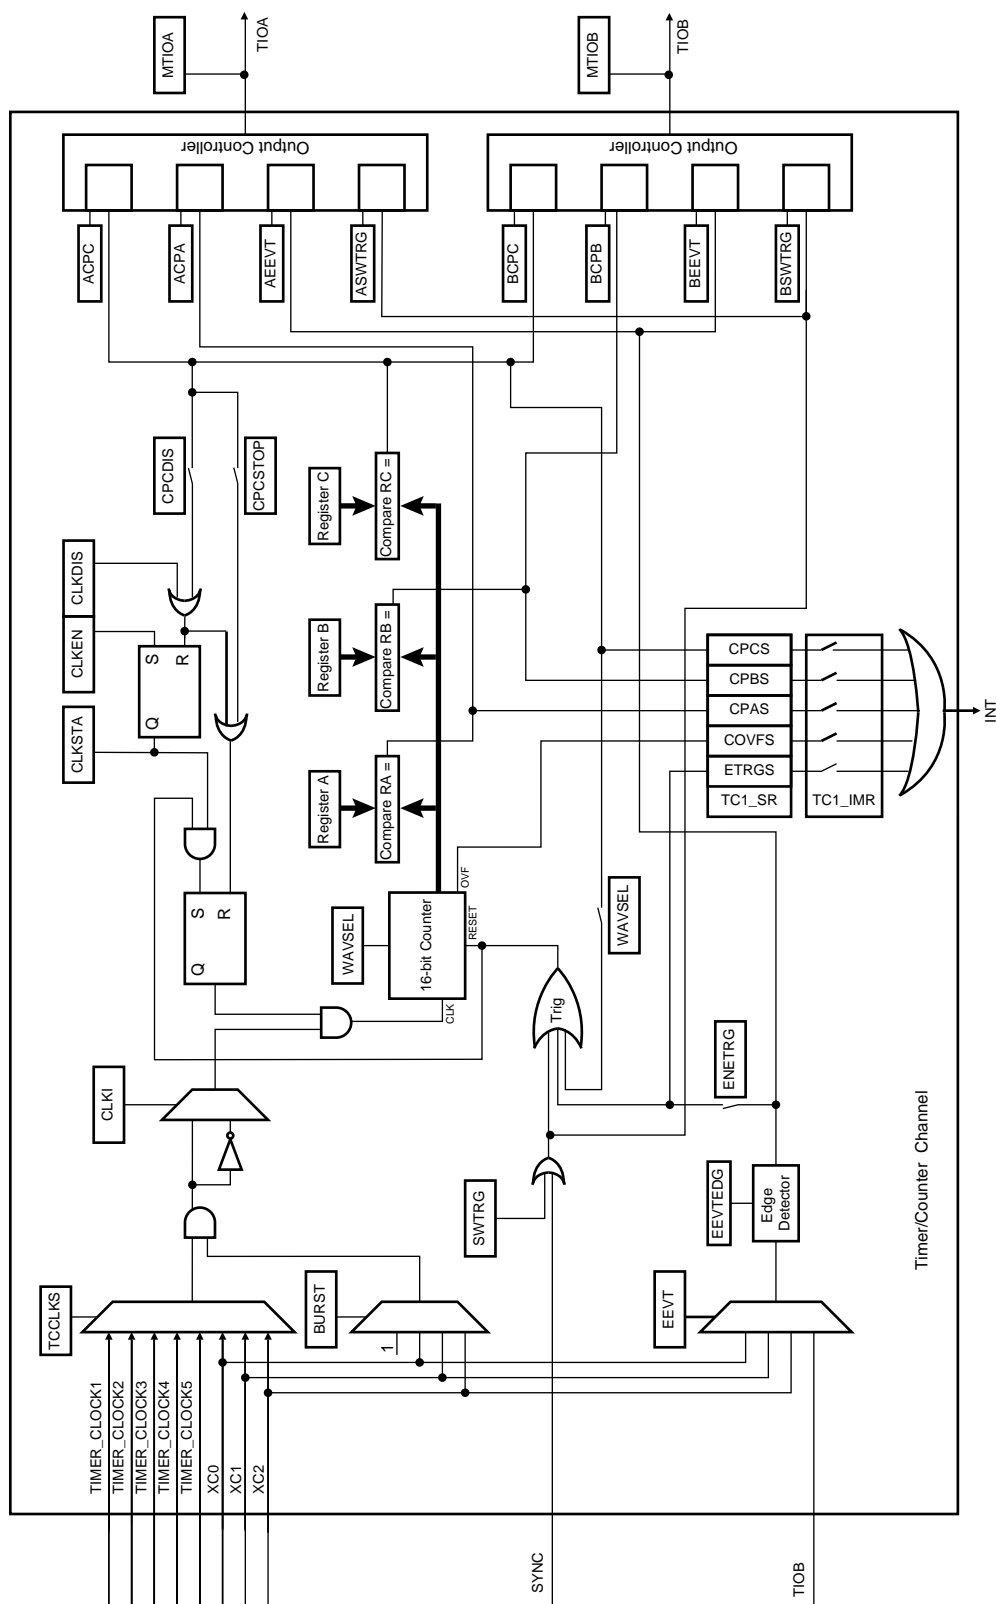 TIMER_CLOCK1
TIMER_CLOCK2
TIMER_CLOCK3
TIMER_CLOCK4
TIMER_CLOCK5
XC0
XC1
XC2
TCCLKS
CLKI
CLKSTA
CLKEN
CLKDIS
CPCDIS
CPCSTOP
Q
S
R
Q
S
R
BURST
1
WAVSEL
Register A
Register B
Register C
Compare RA =
Compare RB =
Compare RC =
16-bit Counter
CLK
RESET
OVF
SYNC
SWTRG
Trig
WAVSEL
TIOB
EEVT
EEVTEDG
Edge
Detector
ENETRG
Timer/Counter Channel
ACPC
ACPA
AEEVT
ASWTRG
Output Controller
MTIOA
TIOA
BCPC
BCPB
BEEVT
BSWTRG
Output Controller
MTIOB
TIOB
CPCS
CPBS
CPAS
COVFS
ETRGS
TC1_SR
TC1_IMR
INT